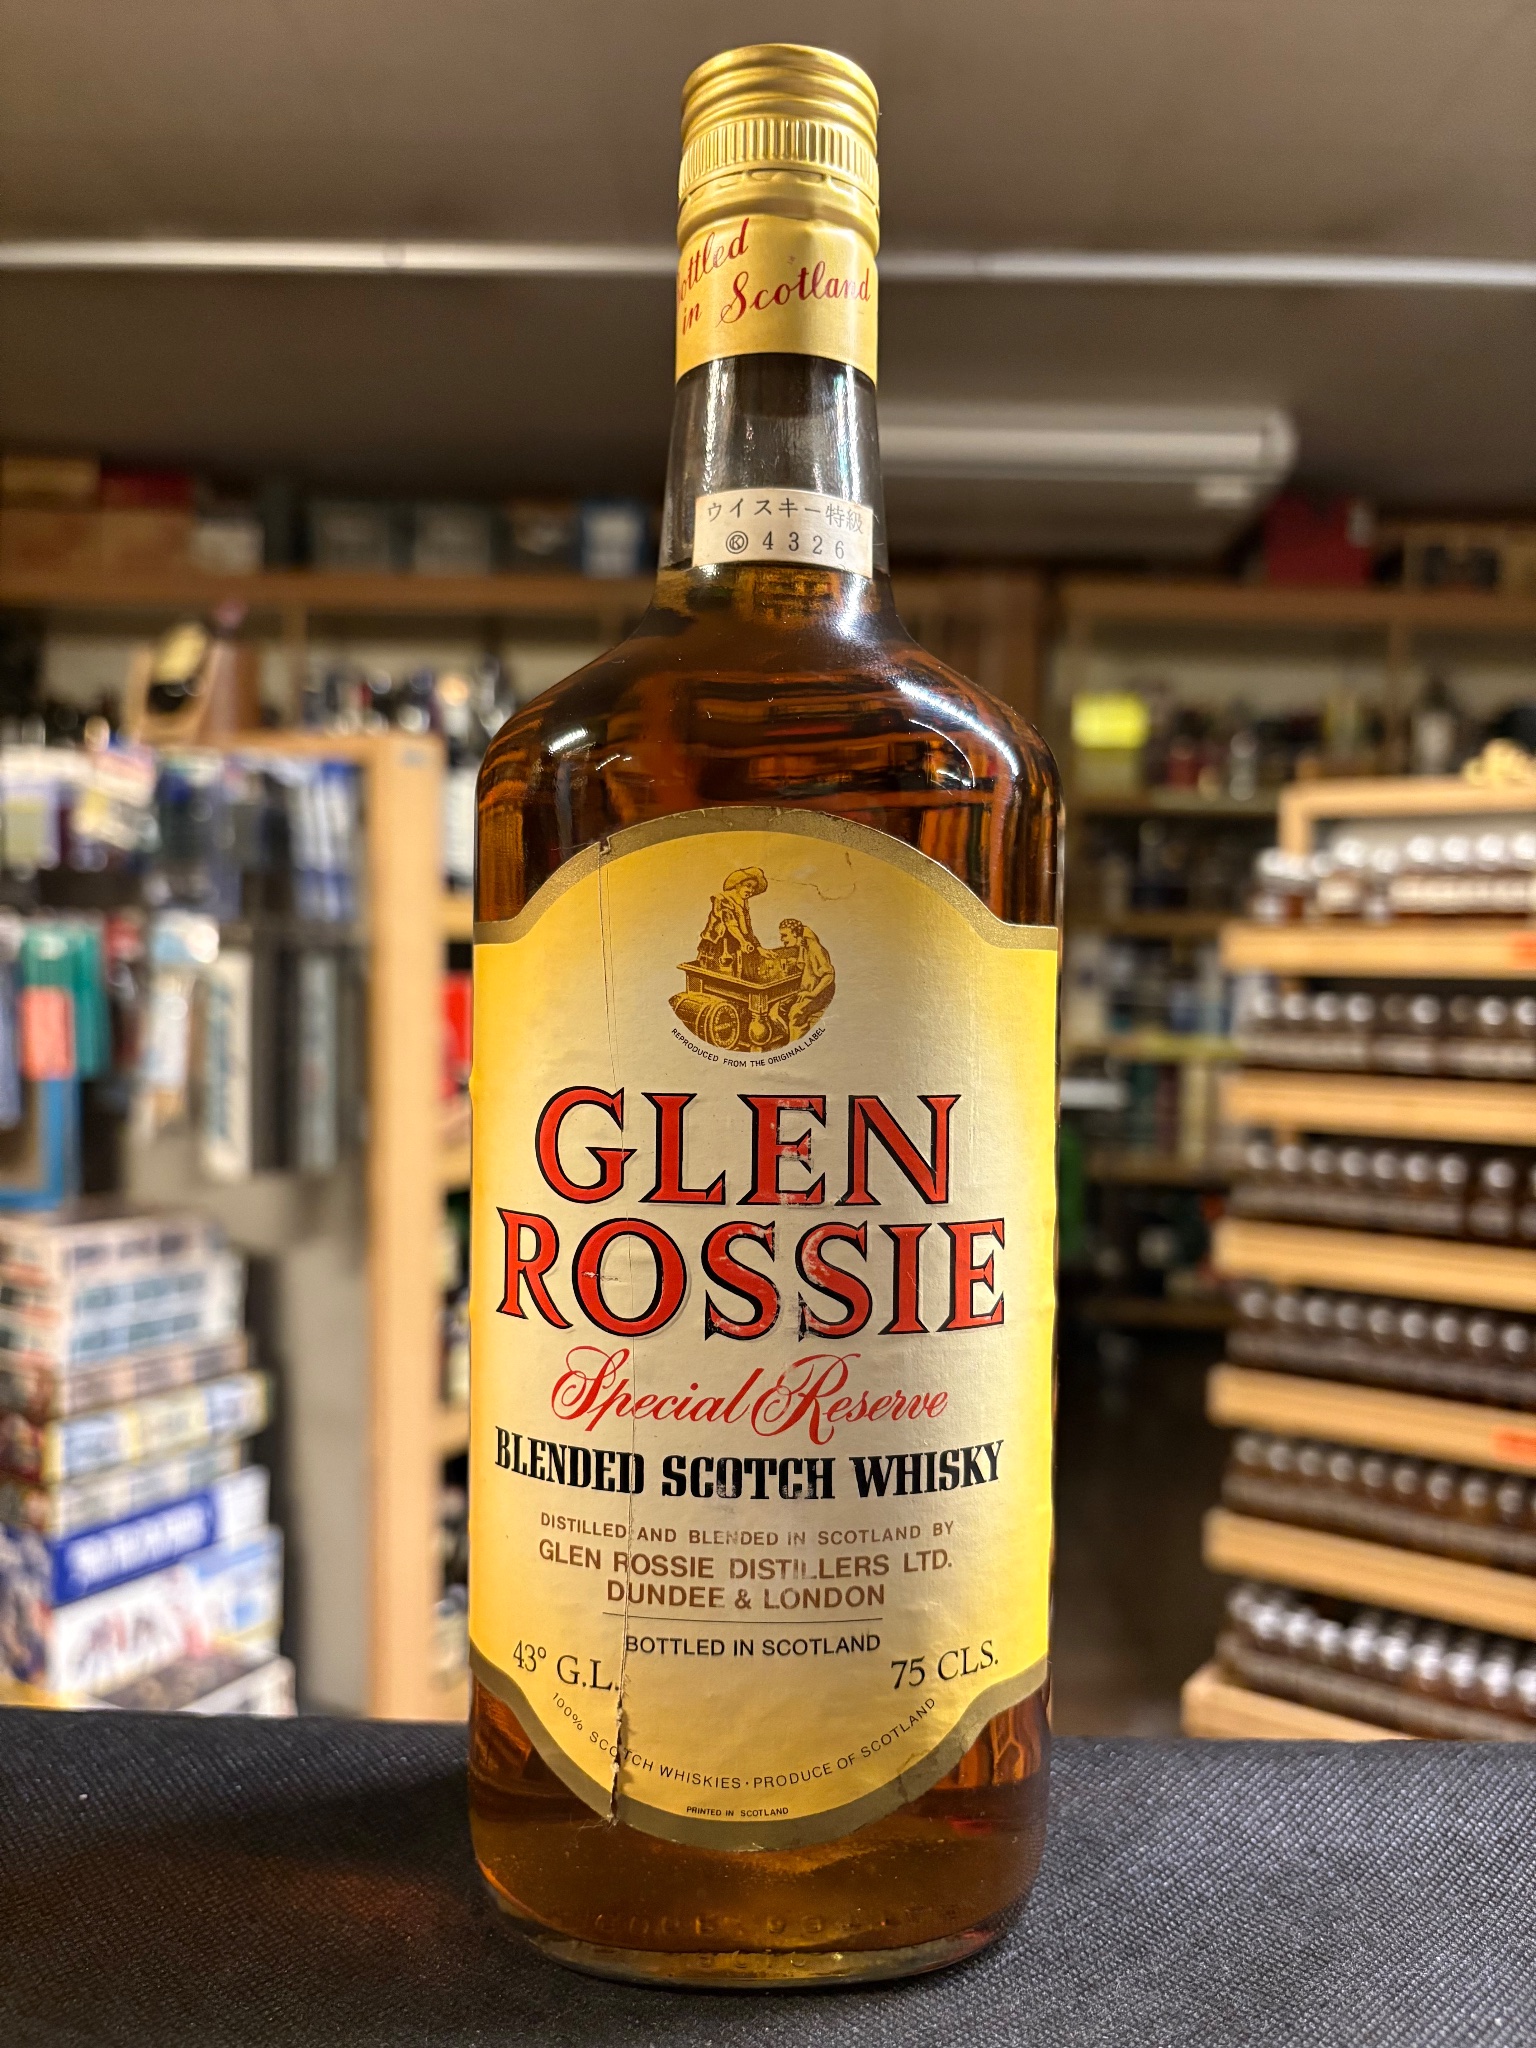 in Scotland
ウイスキー特級
Ⓚ 4326
REPRODUCED FROM THE ORIGINAL LABEL
GLEN
ROSSIE
Special Reserve
BLENDED SCOTCH WHISKY
DISTILLED AND BLENDED IN SCOTLAND BY
GLEN ROSSIE DISTILLERS LTD.
DUNDEE & LONDON
BOTTLED IN SCOTLAND
43° G.L. 75 CLS.
100% SCOTCH WHISKIES · PRODUCE OF SCOTLAND
PRINTED IN SCOTLAND